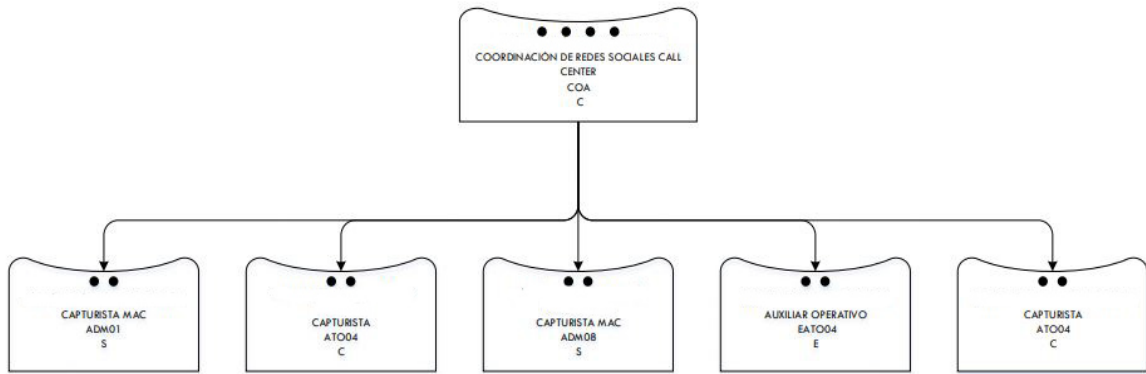 COORDINACIÓN DE REDES SOCIALES CALL
CENTER
COA
C
CAPTURISTA MAC
ADM01
S
CAPTURISTA
ATO04
C
CAPTURISTA MAC
ADM08
S
AUXILIAR OPERATIVO
EATO04
E
CAPTURISTA
ATO04
C